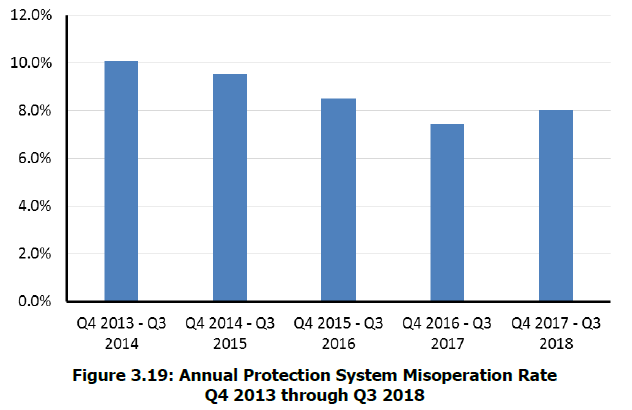 12.0%
10.0%
8.0%
6.0%
4.0%
2.0%
0.0%
Q4 2013 - Q3
2014
Q4 2014 - Q3
2015
Q4 2015 - Q3
2016
Q4 2016 - Q3
2017
Q4 2017 - Q3
2018
Figure 3.19: Annual Protection System Misoperation Rate
Q4 2013 through Q3 2018